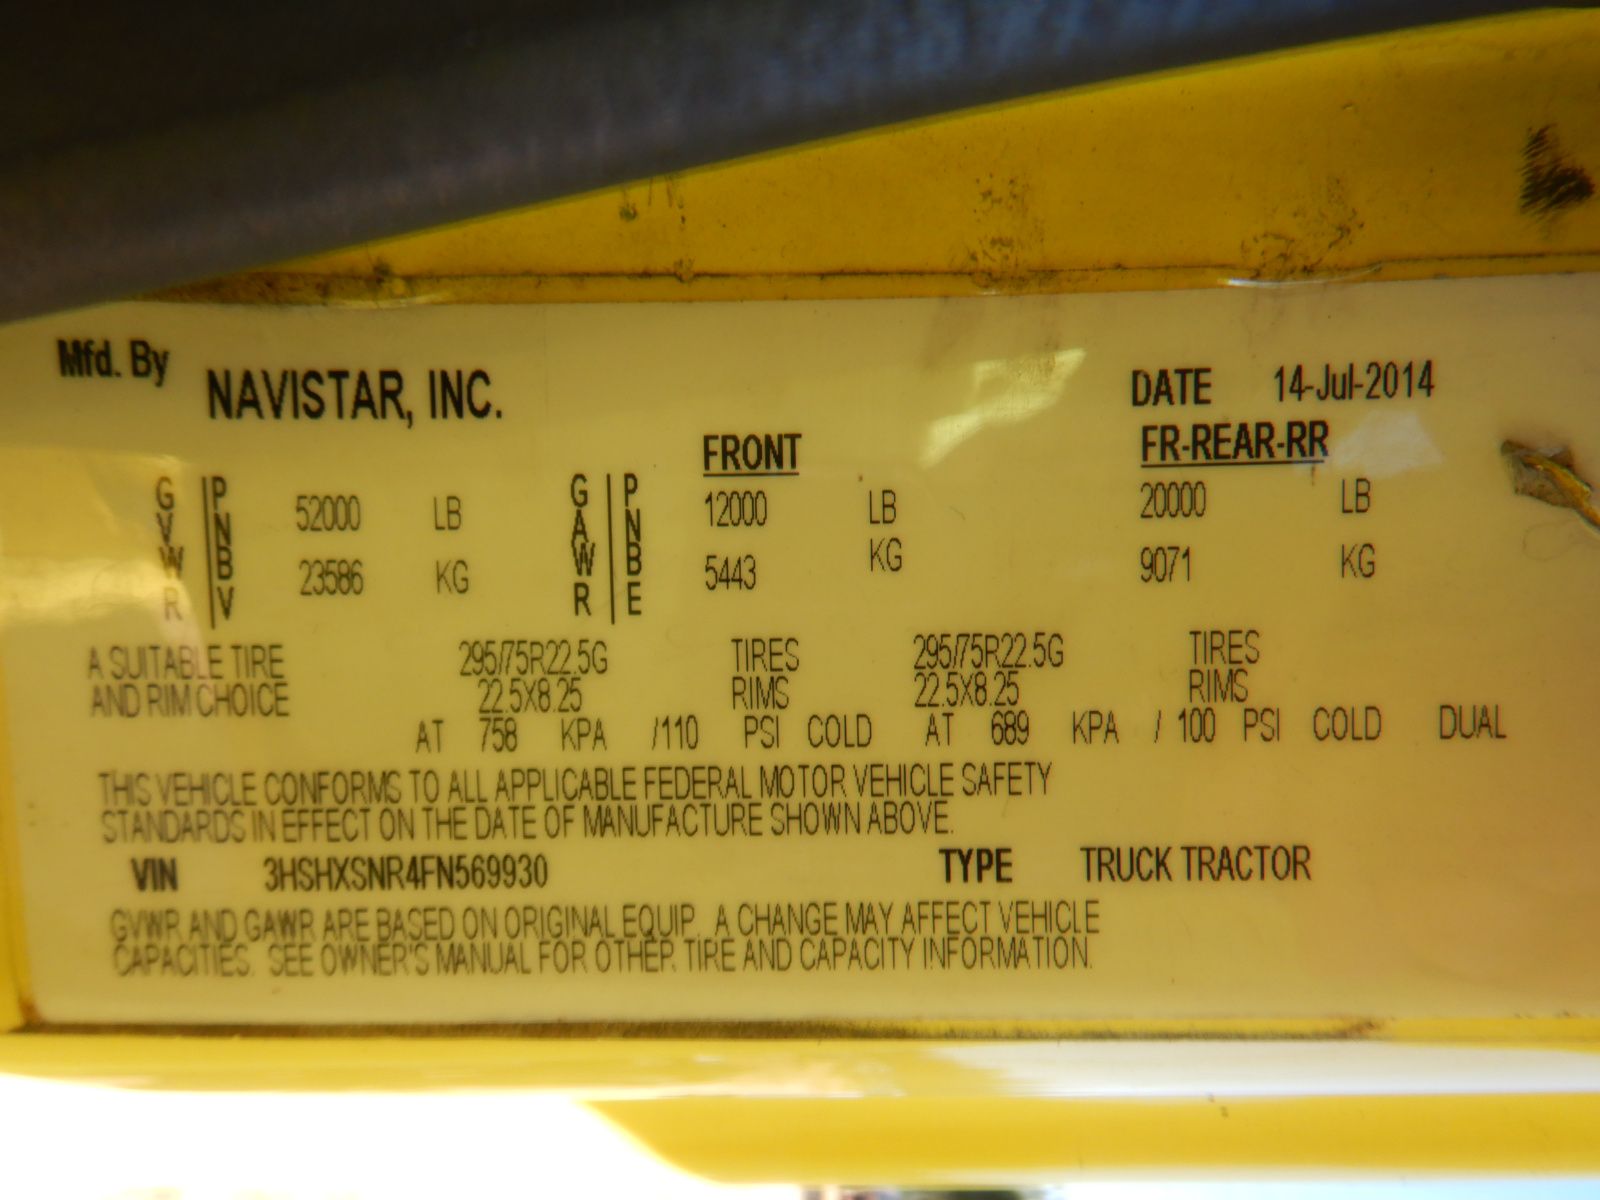 Mfd. By NAVISTAR, INC. DATE 14-Jul-2014
FRONT FR-REAR-RR
GVWR PNBV 52000 LB GAWR PNBE 12000 LB 20000 LB
23586 KG 5443 KG 9071 KG
A SUITABLE TIRE 295/75R22.5G TIRES 295/75R22.5G TIRES
AND RIM CHOICE 22.5X8.25 RIMS 22.5X8.25 RIMS
AT 758 KPA /110 PSI COLD AT 689 KPA / 100 PSI COLD DUAL
THIS VEHICLE CONFORMS TO ALL APPLICABLE FEDERAL MOTOR VEHICLE SAFETY
STANDARDS IN EFFECT ON THE DATE OF MANUFACTURE SHOWN ABOVE.
VIN 3HSHXSNR4FN569930 TYPE TRUCK TRACTOR
GVWR AND GAWR ARE BASED ON ORIGINAL EQUIP. A CHANGE MAY AFFECT VEHICLE
CAPACITIES. SEE OWNER'S MANUAL FOR OTHER TIRE AND CAPACITY INFORMATION.